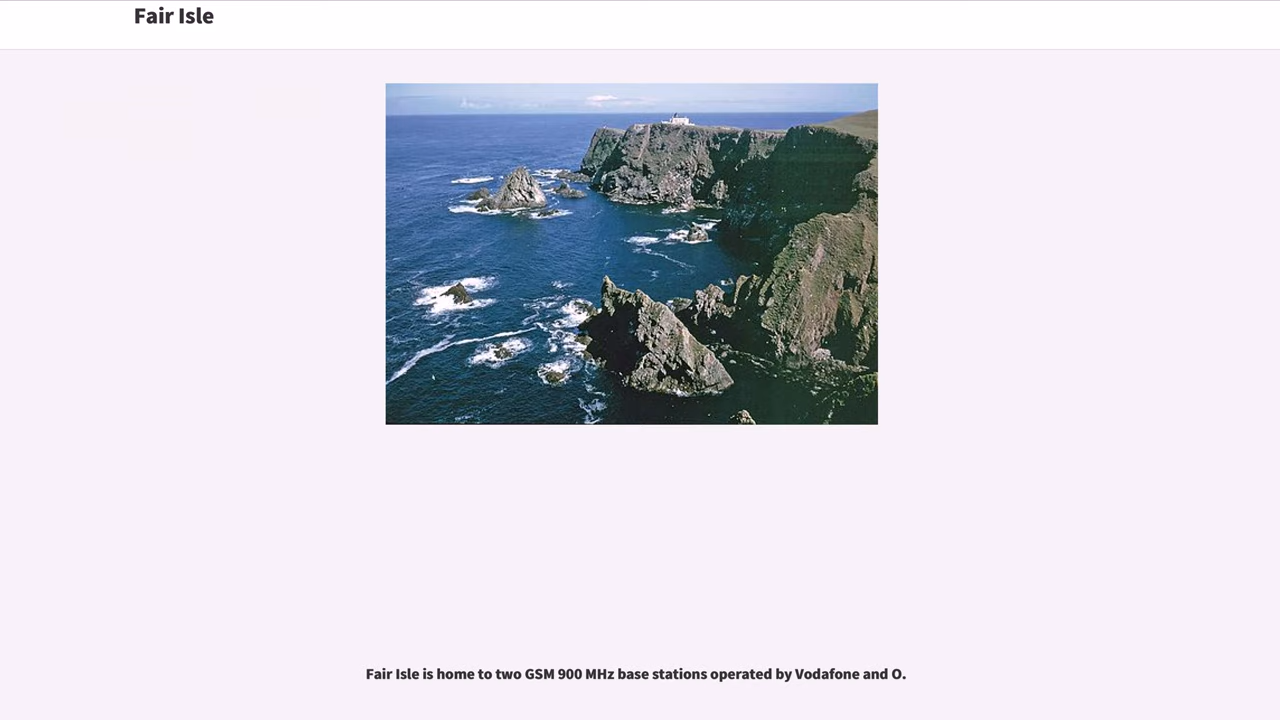 Fair Isle
Fair Isle is home to two GSM 900 MHz base stations operated by Vodafone and O.